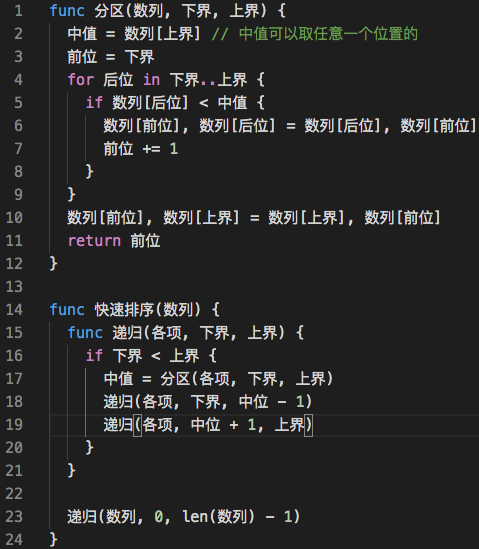 1 func 分区(数列, 下界, 上界) {
2 中值 = 数列[上界] // 中值可以取任意一个位置的
3 前位 = 下界
4 for 后位 in 下界..上界 {
5 if 数列[后位] < 中值 {
6 数列[前位], 数列[后位] = 数列[后位], 数列[前位]
7 前位 += 1
8 }
9 }
10 数列[前位], 数列[上界] = 数列[上界], 数列[前位]
11 return 前位
12 }
13
14 func 快速排序(数列) {
15 func 递归(各项, 下界, 上界) {
16 if 下界 < 上界 {
17 中值 = 分区(各项, 下界, 上界)
18 递归(各项, 下界, 中位 - 1)
19 递归(各项, 中位 + 1, 上界)
20 }
21 }
22
23 递归(数列, 0, len(数列) - 1)
24 }